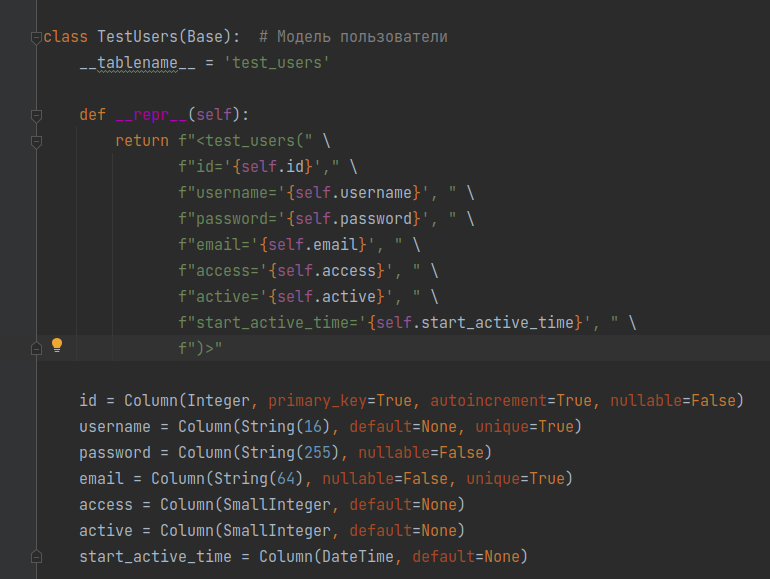 class TestUsers(Base):  # Модель пользователи
    __tablename__ = 'test_users'
    def __repr__(self):
        return f"<test_users(" \
               f"id='{self.id}'," \
               f"username='{self.username}', " \
               f"password='{self.password}', " \
               f"email='{self.email}', " \
               f"access='{self.access}', " \
               f"active='{self.active}', " \
               f"start_active_time='{self.start_active_time}', " \
               f")>"
    id = Column(Integer, primary_key=True, autoincrement=True, nullable=False)
    username = Column(String(16), default=None, unique=True)
    password = Column(String(255), nullable=False)
    email = Column(String(64), nullable=False, unique=True)
    access = Column(SmallInteger, default=None)
    active = Column(SmallInteger, default=None)
    start_active_time = Column(DateTime, default=None)